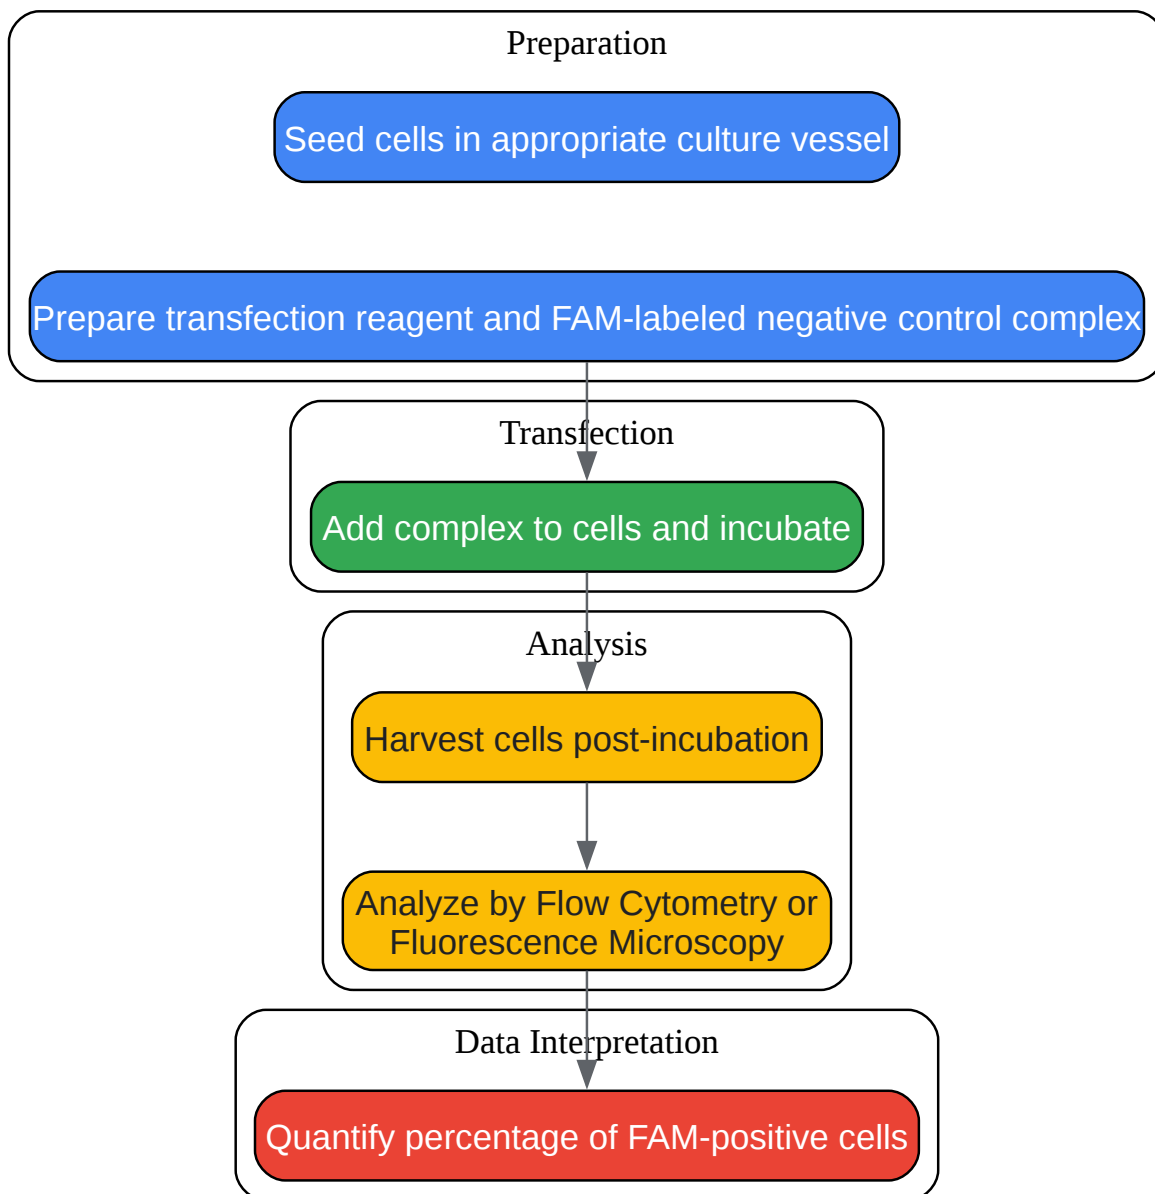 Preparation
Seed cells in appropriate culture vessel
Prepare transfection reagent and FAM-labeled negative control complex
Transfection
Add complex to cells and incubate
Analysis
Harvest cells post-incubation
Analyze by Flow Cytometry or
Fluorescence Microscopy
Data Interpretation
Quantify percentage of FAM-positive cells